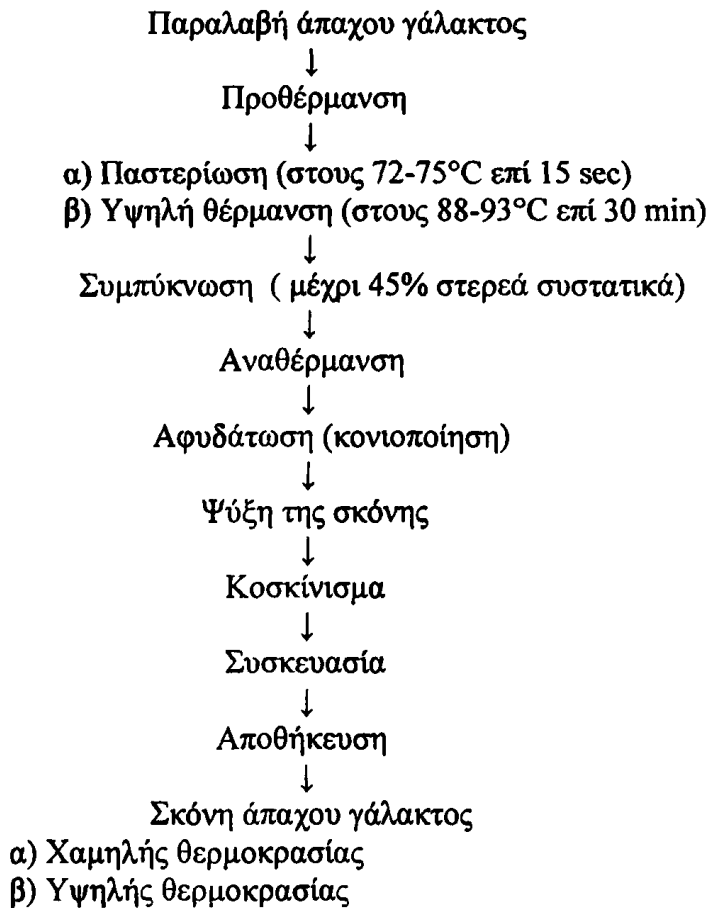 Παραλαβή άπαχου γάλακτος
↓
Προθέρμανση
↓
α) Παστερίωση (στους 72-75°C επί 15 sec)
β) Υψηλή θέρμανση (στους 88-93°C επί 30 min)
↓
Συμπύκνωση ( μέχρι 45% στερεά συστατικά)
↓
Αναθέρμανση
↓
Αφυδάτωση (κονιοποίηση)
↓
Ψύξη της σκόνης
↓
Κοσκίνισμα
↓
Συσκευασία
↓
Αποθήκευση
↓
Σκόνη άπαχου γάλακτος
α) Χαμηλής θερμοκρασίας
β) Υψηλής θερμοκρασίας